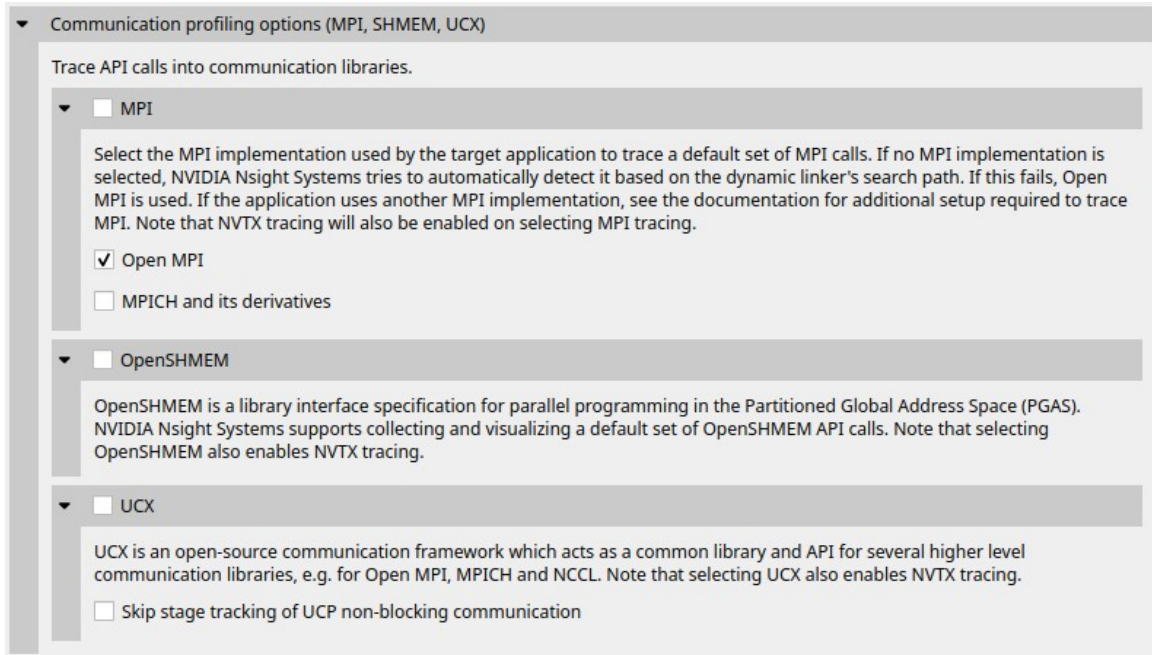 Communication profiling options (MPI, SHMEM, UCX)
Trace API calls into communication libraries.
MPI
Select the MPI implementation used by the target application to trace a default set of MPI calls. If no MPI implementation is
selected, NVIDIA Nsight Systems tries to automatically detect it based on the dynamic linker's search path. If this fails, Open
MPI is used. If the application uses another MPI implementation, see the documentation for additional setup required to trace
MPI. Note that NVTX tracing will also be enabled on selecting MPI tracing.
Open MPI
MPICH and its derivatives
OpenSHMEM
OpenSHMEM is a library interface specification for parallel programming in the Partitioned Global Address Space (PGAS).
NVIDIA Nsight Systems supports collecting and visualizing a default set of OpenSHMEM API calls. Note that selecting
OpenSHMEM also enables NVTX tracing.
UCX
UCX is an open-source communication framework which acts as a common library and API for several higher level
communication libraries, e.g. for Open MPI, MPICH and NCCL. Note that selecting UCX also enables NVTX tracing.
Skip stage tracking of UCP non-blocking communication